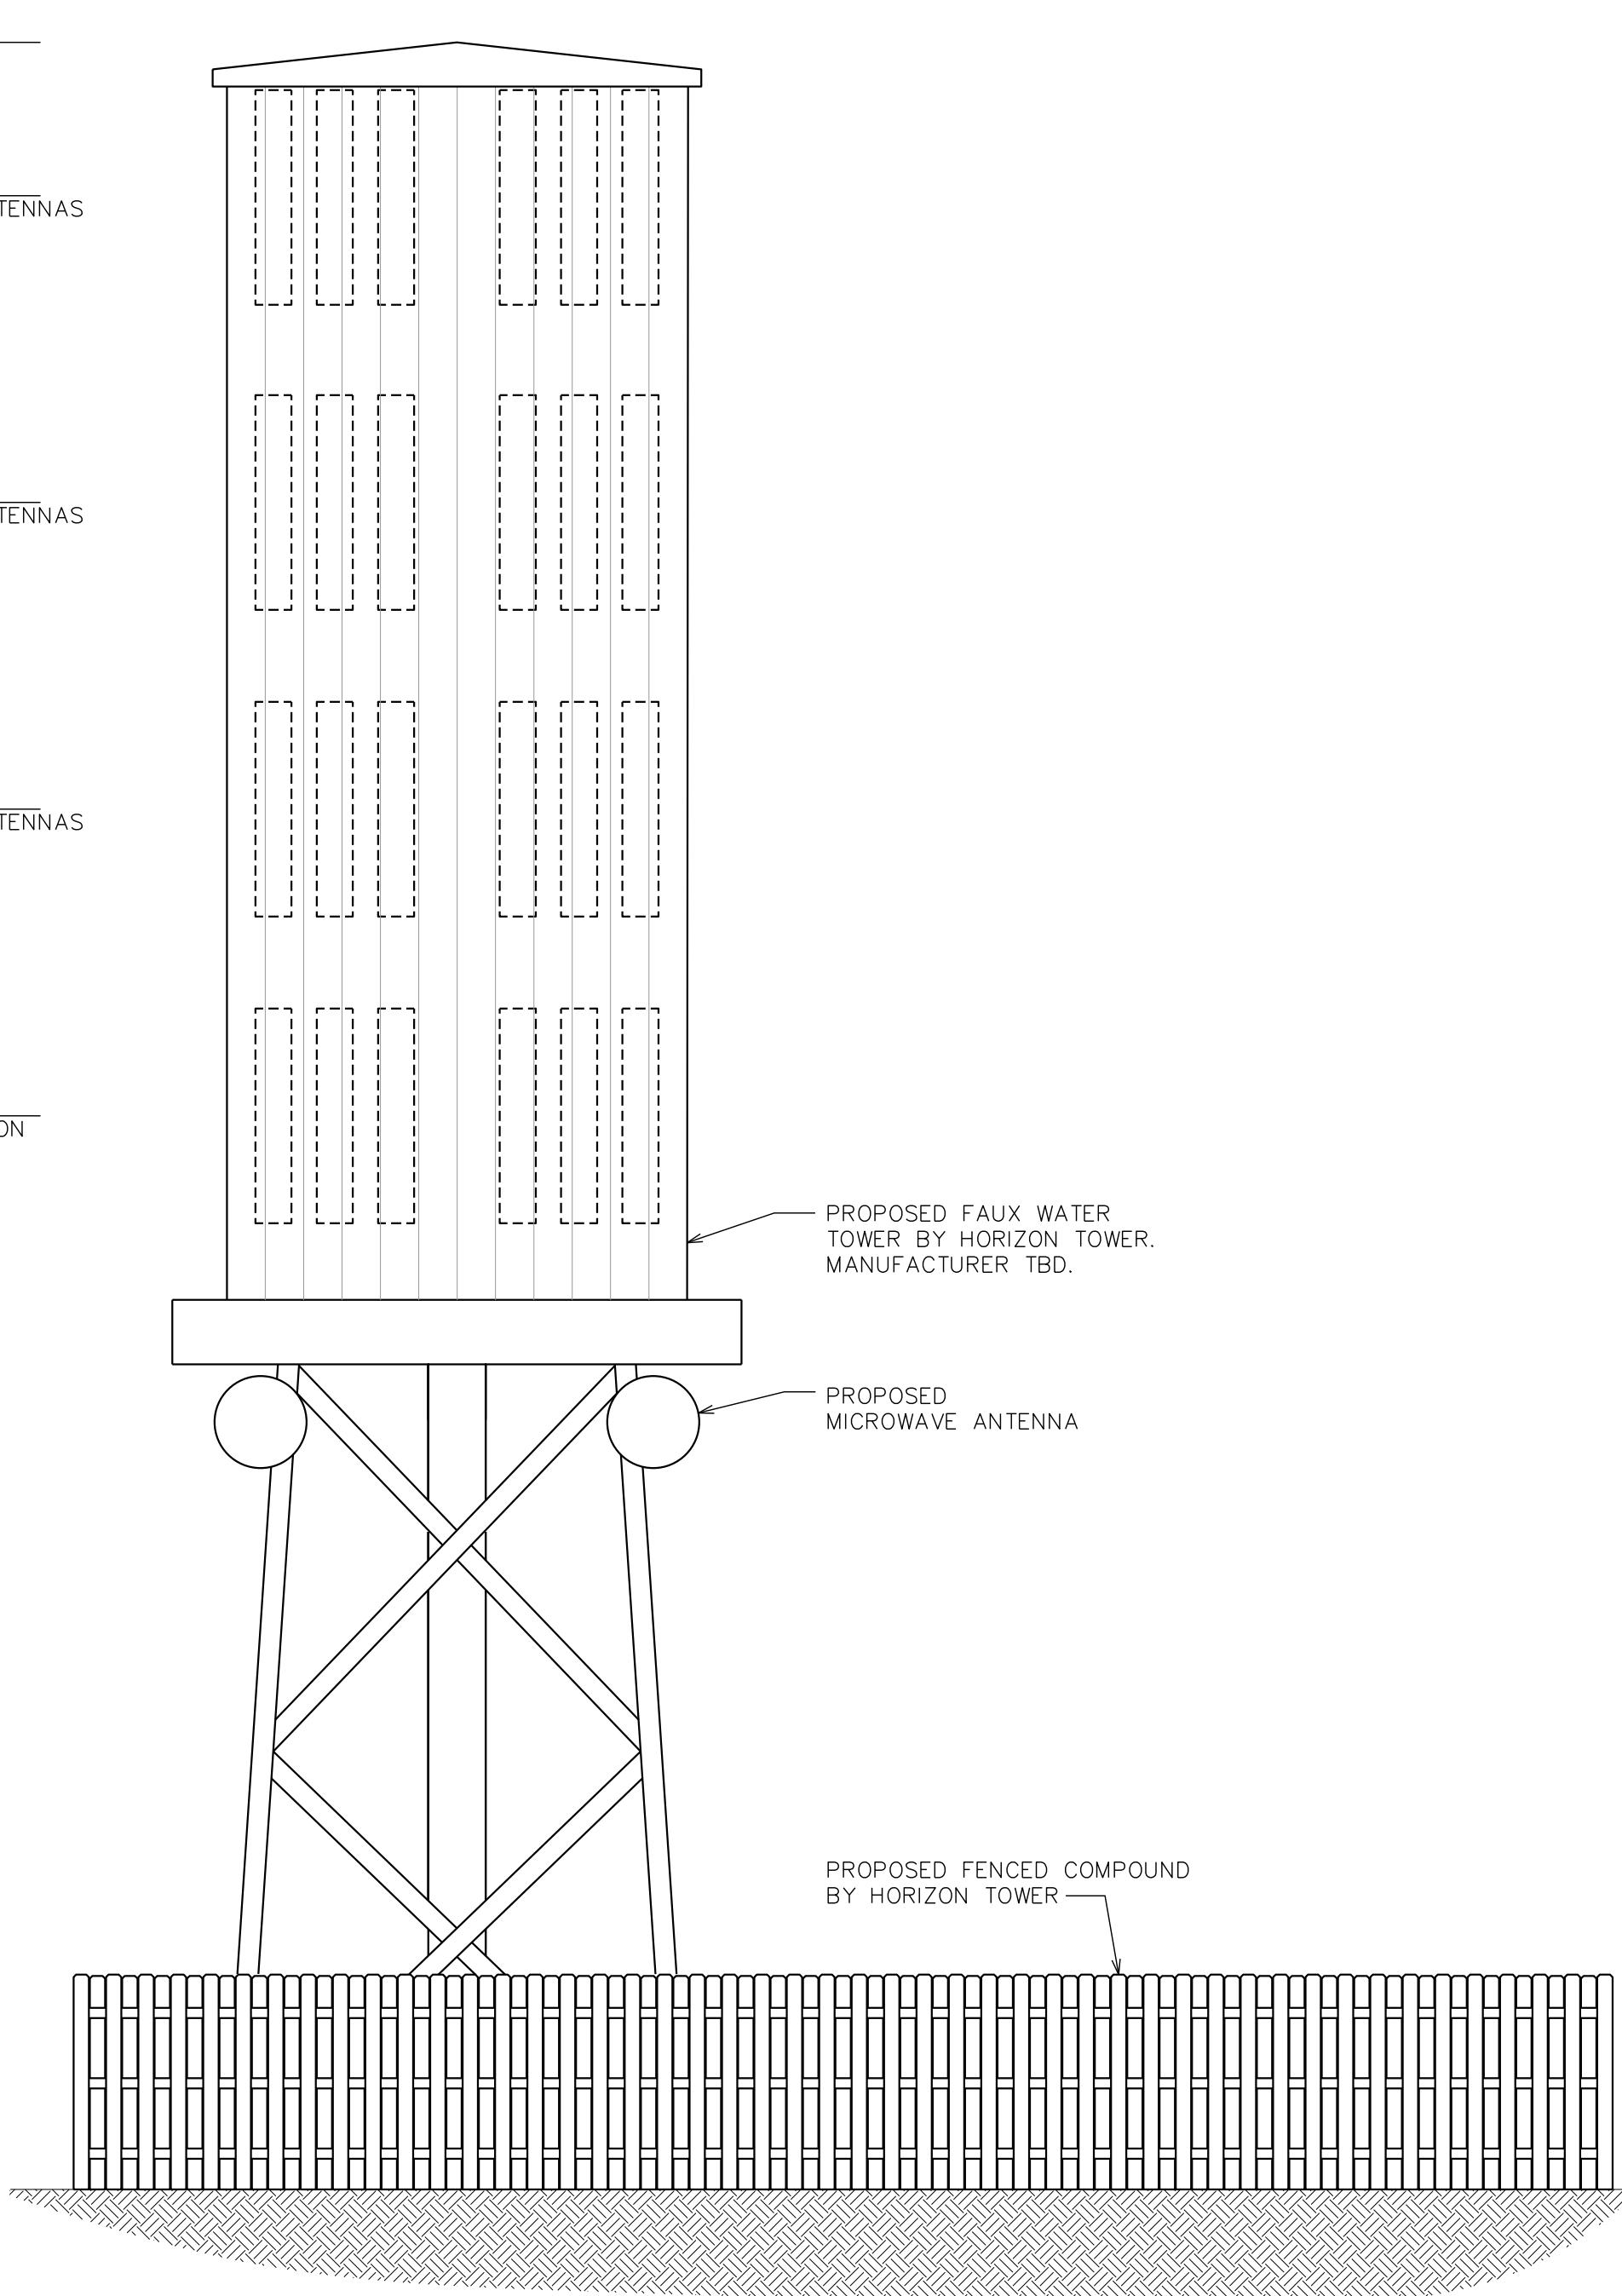 TENNAS
TENNAS
TENNAS
ON
PROPOSED FAUX WATER
TOWER BY HORIZON TOWER.
MANUFACTURER TBD.
PROPOSED
MICROWAVE ANTENNA
PROPOSED FENCED COMPOUND
BY HORIZON TOWER